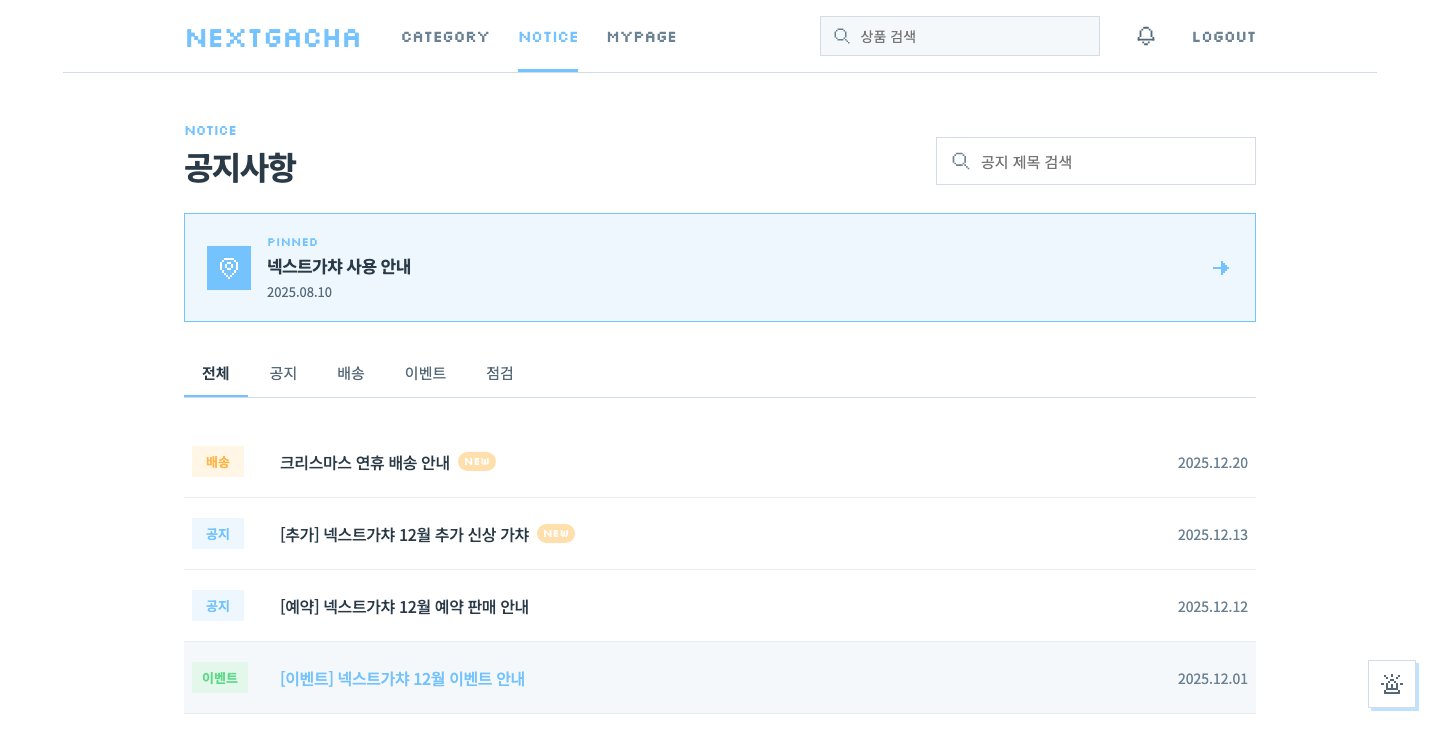 NEXTGACHA CATEGORY NOTICE MYPAGE 상품 검색 LOGOUT
NOTICE
공지사항
공지 제목 검색
PINNED
넥스트가챠 사용 안내
2025.08.10
전체 공지 배송 이벤트 점검
배송 크리스마스 연휴 배송 안내 NEW 2025.12.20
공지 [추가] 넥스트가챠 12월 추가 신상 가챠 NEW 2025.12.13
공지 [예약] 넥스트가챠 12월 예약 판매 안내 2025.12.12
이벤트 [이벤트] 넥스트가챠 12월 이벤트 안내 2025.12.01